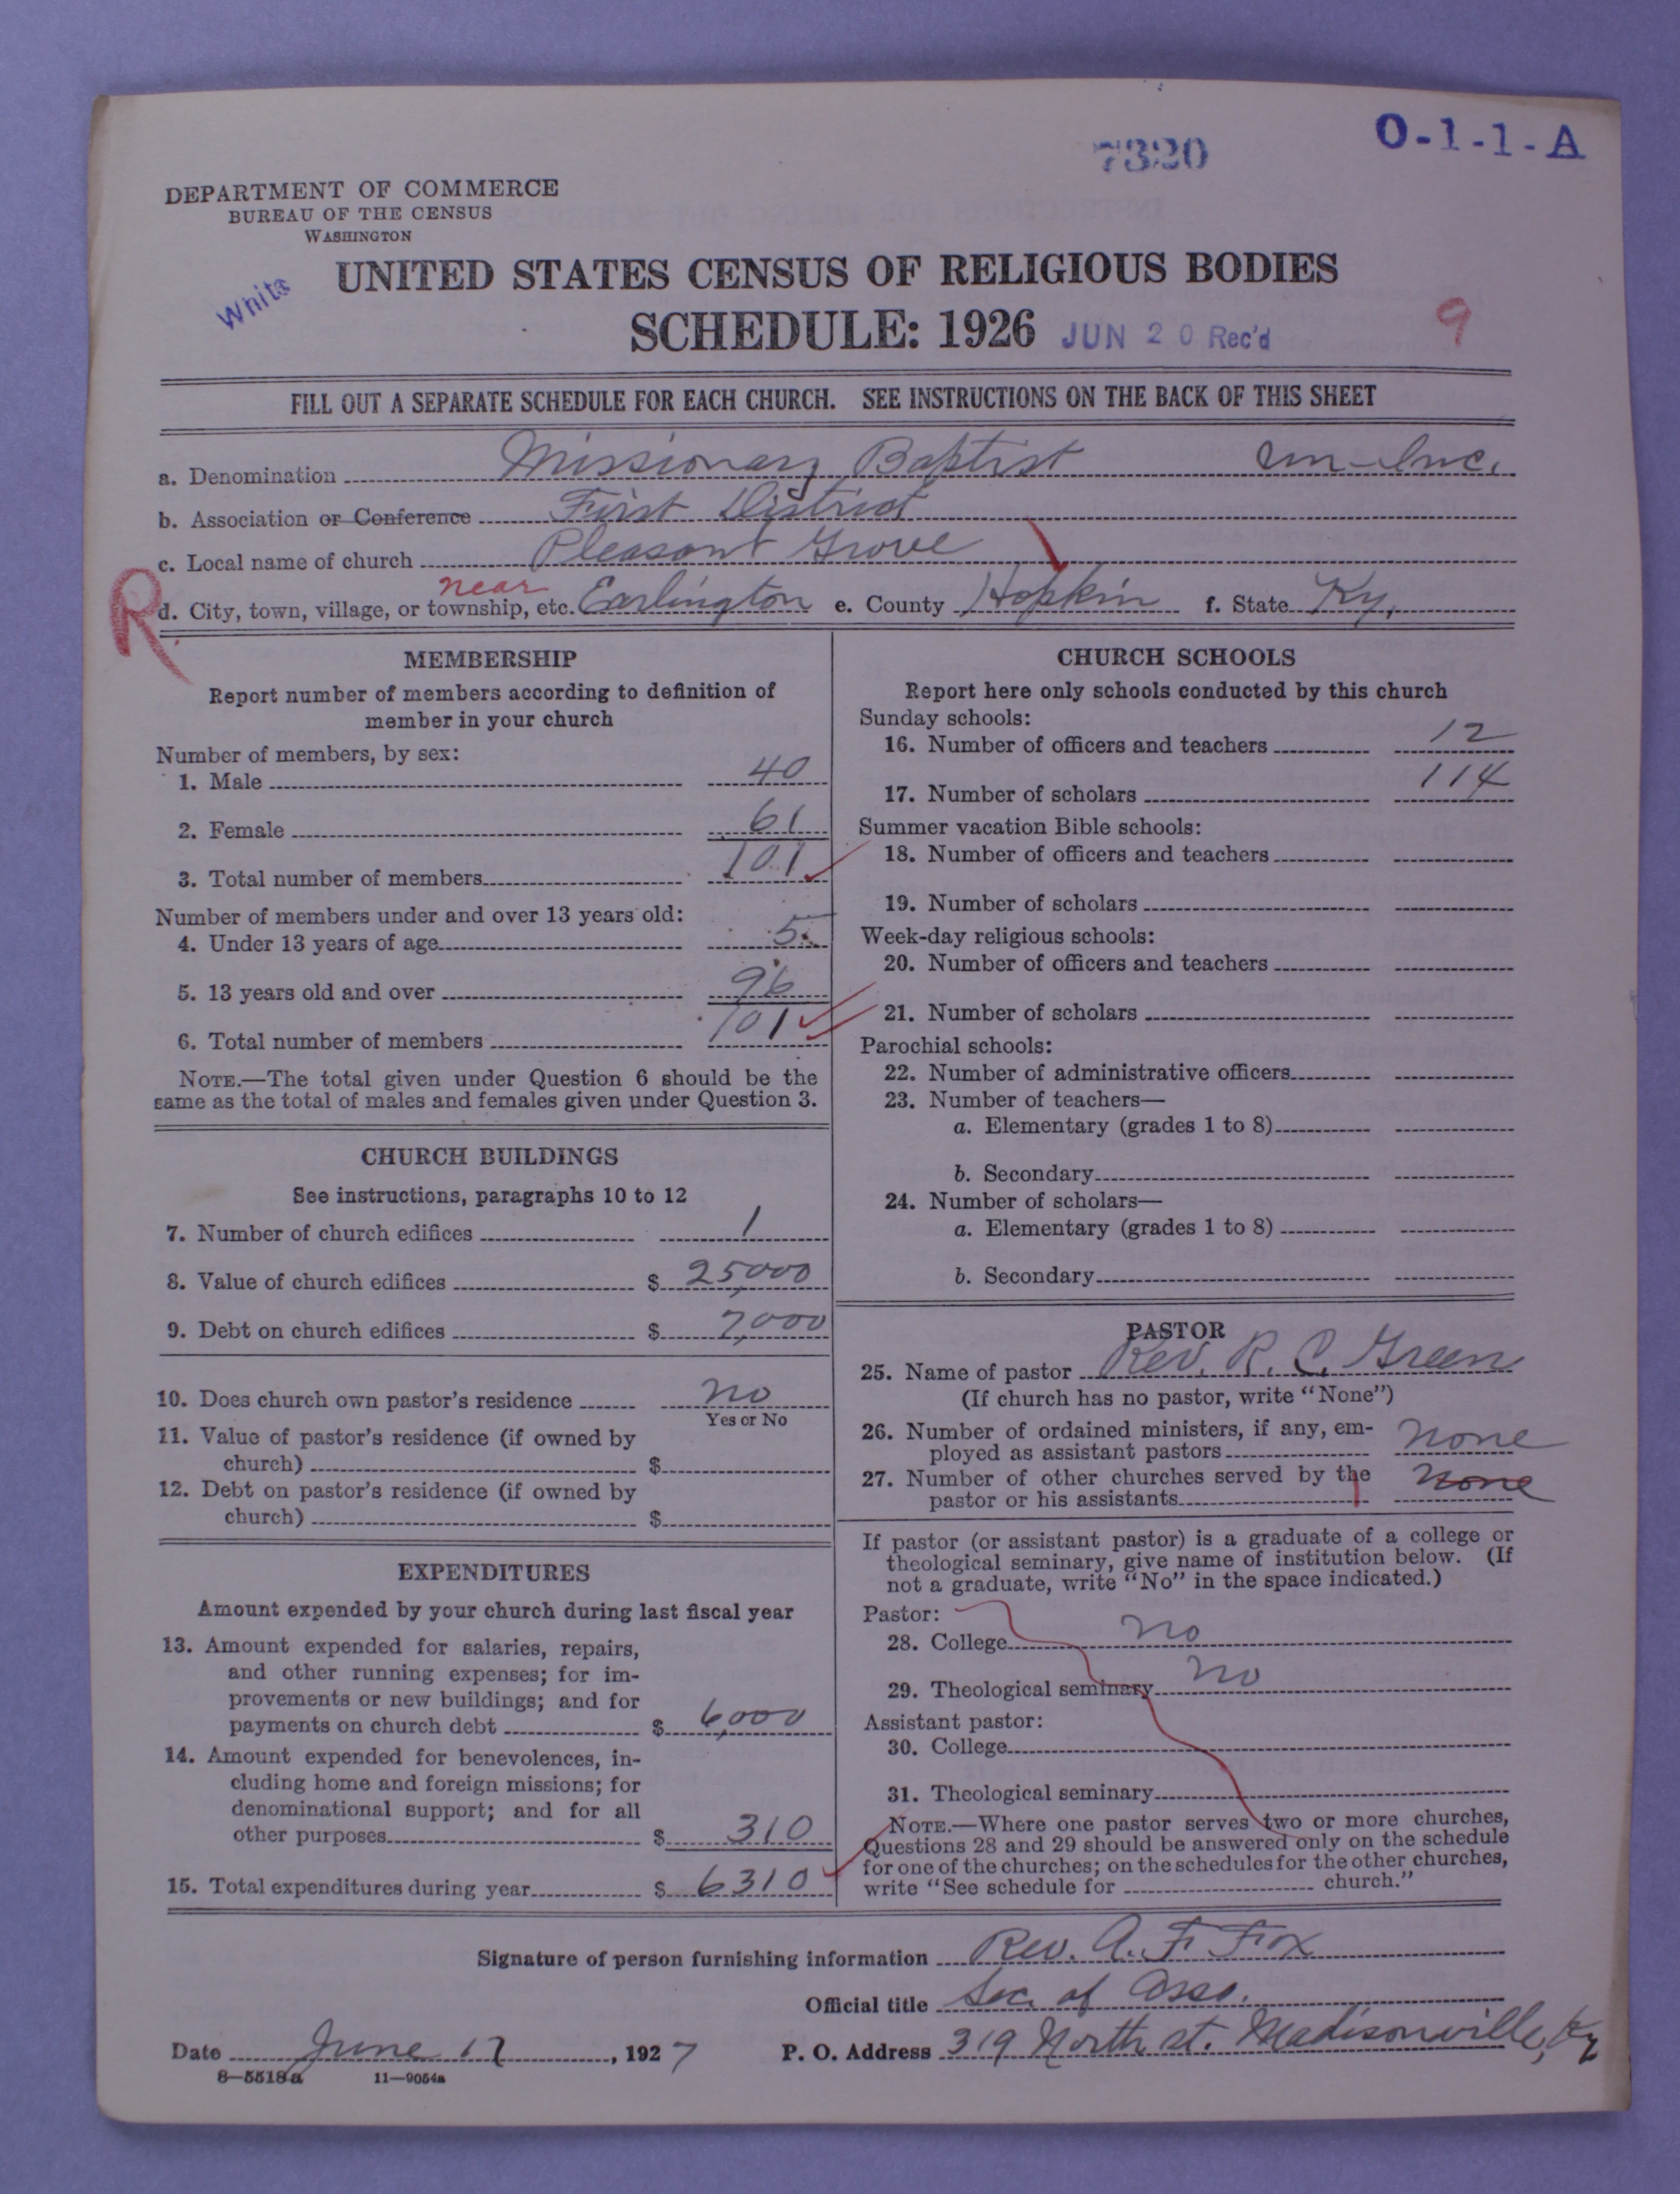 7320
O-1-1-A
DEPARTMENT OF COMMERCE
BUREAU OF THE CENSUS
WASHINGTON
White
UNITED STATES CENSUS OF RELIGIOUS BODIES
SCHEDULE: 1926 JUN 20 Rec'd
9
FILL OUT A SEPARATE SCHEDULE FOR EACH CHURCH. SEE INSTRUCTIONS ON THE BACK OF THIS SHEET
a. Denomination Missionary Baptist Un-Inc.
b. Association or Conference First District
c. Local name of church Pleasant Grove
R
near
d. City, town, village, or township, etc. Earlington e. County Hopkin f. State Ky.
MEMBERSHIP
Report number of members according to definition of
member in your church
Number of members, by sex:
1. Male 40
2. Female 61
3. Total number of members 101
Number of members under and over 13 years old:
4. Under 13 years of age 5
5. 13 years old and over 96
6. Total number of members 101
NOTE.—The total given under Question 6 should be the
same as the total of males and females given under Question 3.
CHURCH BUILDINGS
See instructions, paragraphs 10 to 12
7. Number of church edifices 1
8. Value of church edifices $ 25,000
9. Debt on church edifices $ 7,000
10. Does church own pastor's residence no
Yes or No
11. Value of pastor's residence (if owned by
church) $
12. Debt on pastor's residence (if owned by
church) $
EXPENDITURES
Amount expended by your church during last fiscal year
13. Amount expended for salaries, repairs,
and other running expenses; for im-
provements or new buildings; and for
payments on church debt $ 6,000
14. Amount expended for benevolences, in-
cluding home and foreign missions; for
denominational support; and for all
other purposes $ 310
15. Total expenditures during year $ 6310
CHURCH SCHOOLS
Report here only schools conducted by this church
Sunday schools:
16. Number of officers and teachers 12
17. Number of scholars 114
Summer vacation Bible schools:
18. Number of officers and teachers
19. Number of scholars
Week-day religious schools:
20. Number of officers and teachers
21. Number of scholars
Parochial schools:
22. Number of administrative officers
23. Number of teachers—
a. Elementary (grades 1 to 8)
b. Secondary
24. Number of scholars—
a. Elementary (grades 1 to 8)
b. Secondary
PASTOR
25. Name of pastor Rev. R. C. Green
(If church has no pastor, write "None")
26. Number of ordained ministers, if any, em-
ployed as assistant pastors none
27. Number of other churches served by the
pastor or his assistants none
If pastor (or assistant pastor) is a graduate of a college or
theological seminary, give name of institution below. (If
not a graduate, write "No" in the space indicated.)
Pastor:
28. College no
29. Theological seminary no
Assistant pastor:
30. College
31. Theological seminary
NOTE.—Where one pastor serves two or more churches,
Questions 28 and 29 should be answered only on the schedule
for one of the churches; on the schedules for the other churches,
write "See schedule for church."
Signature of person furnishing information Rev. A. F. Fox
Official title Sec. of Asso.
Date June 17, 1927 P. O. Address 319 North st. Madisonville, Ky
8—5518a 11—9054a